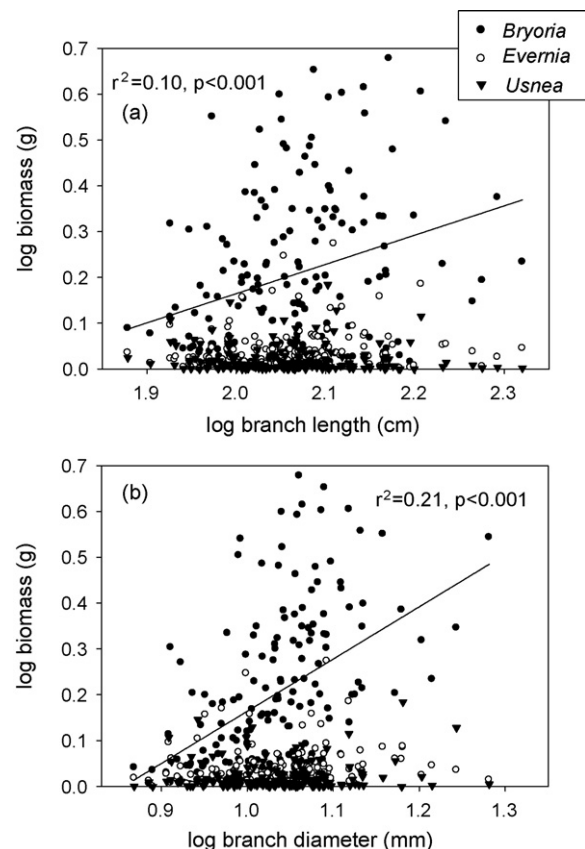 Bryoria
Evernia
Usnea
r²=0.10, p<0.001
(a)
log biomass (g)
0.7
0.6
0.5
0.4
0.3
0.2
0.1
0.0
1.9 2.0 2.1 2.2 2.3
log branch length (cm)
(b)
r²=0.21, p<0.001
log biomass (g)
0.7
0.6
0.5
0.4
0.3
0.2
0.1
0.0
0.9 1.0 1.1 1.2 1.3
log branch diameter (mm)